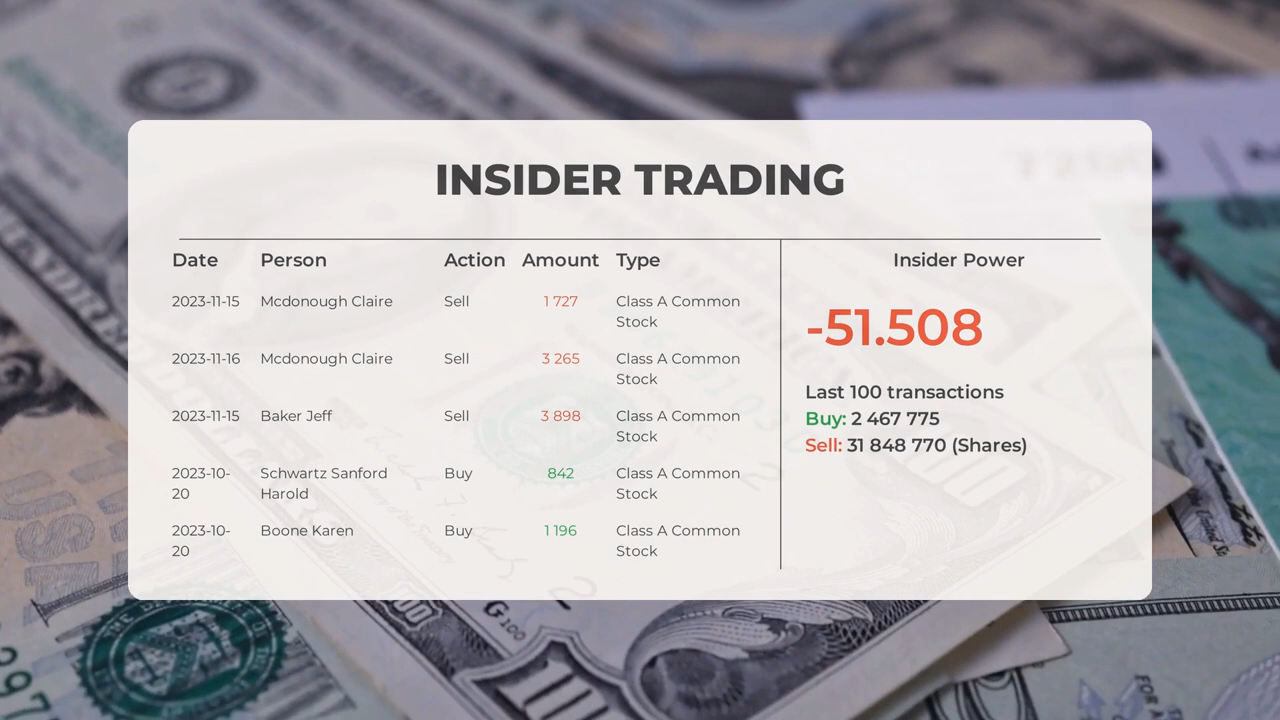 INSIDER TRADING
Date Person Action Amount Type
2023-11-15 Mcdonough Claire Sell 1 727 Class A Common
Stock
2023-11-16 Mcdonough Claire Sell 3 265 Class A Common
Stock
2023-11-15 Baker Jeff Sell 3 898 Class A Common
Stock
2023-10- Schwartz Sanford Buy 842 Class A Common
20 Harold Stock
2023-10- Boone Karen Buy 1 196 Class A Common
20 Stock
Insider Power
-51.508
Last 100 transactions
Buy: 2 467 775
Sell: 31 848 770 (Shares)